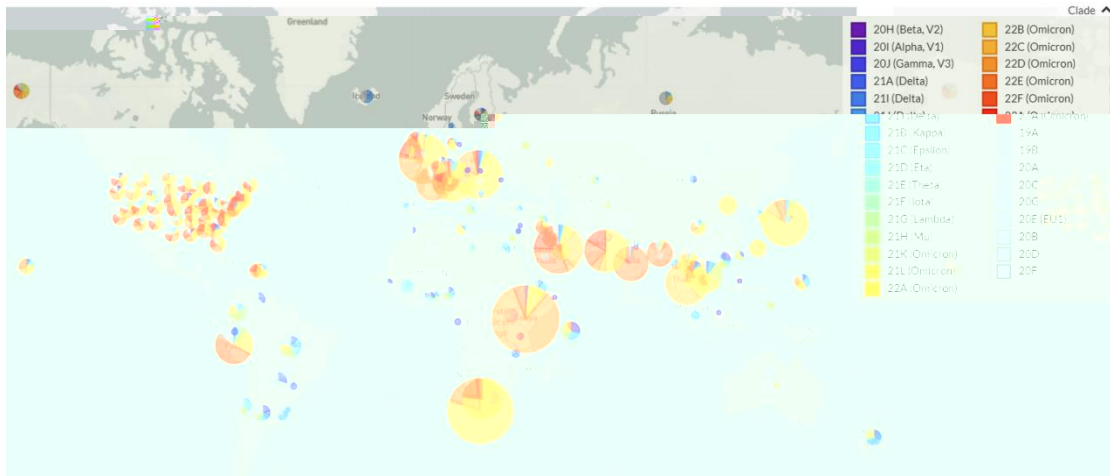 Clade
Greenland
20H (Beta, V2)
20I (Alpha, V1)
20J (Gamma, V3)
21A (Delta)
21I (Delta)
22B (Omicron)
22C (Omicron)
22D (Omicron)
22E (Omicron)
22F (Omicron)
Sweden
Norway
Russia
21B (Kappa)
21C (Epsilon)
21D (Eta)
21E (Theta)
21F (Iota)
21G (Lambda)
21H (Mu)
21K (Omicron)
21L (Omicron)
22A (Omicron)
19A
19B
20A
20C
20G
20E (EU1)
20B
20D
20F